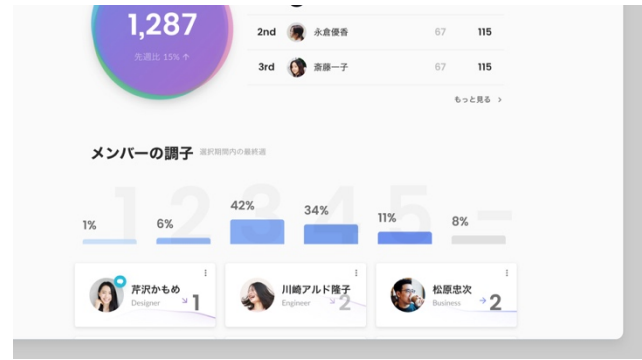 1,287
先週比 15% ↑
2nd 永倉優香 67 115
3rd 斎藤一子 67 115
もっと見る >
メンバーの調子 選択期間内の最終週
1 2 3 4 5 –
1% 6% 42% 34% 11% 8%
芹沢かもめ
Designer ↘ 1
川崎アルド隆子
Engineer ↘ 2
松原忠次
Business → 2